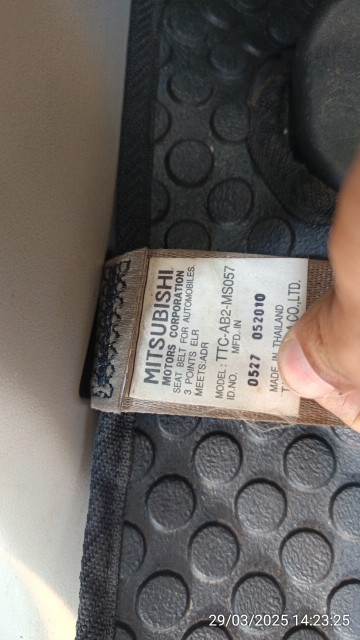 MITSUBISHI
MOTORS CORPORATION
SEAT BELT FOR AUTOMOBILES.
3 POINTS ELR
MEETS:ADR
MODEL : TTC-AB2-MS057
ID.NO. MFD.IN
0527 052010
MADE IN THAILAND
CO.,LTD.
29/03/2025 14:23:25